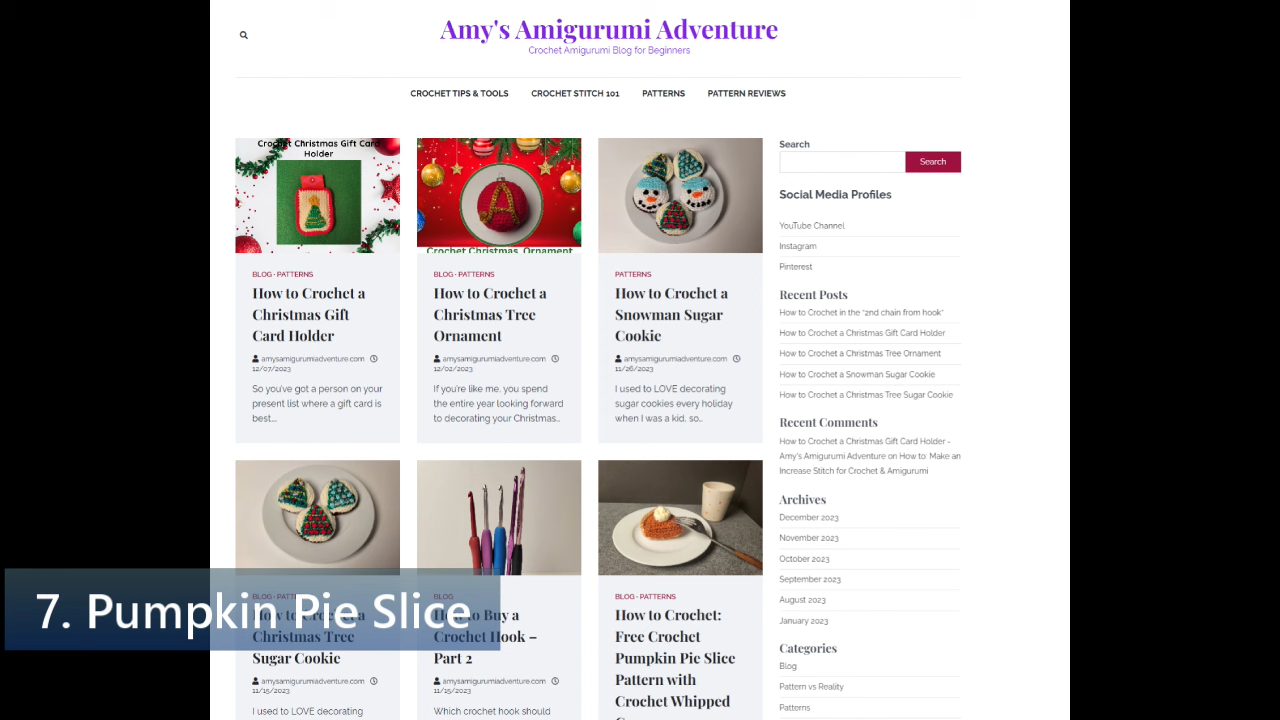 Amy's Amigurumi Adventure
Crochet Amigurumi Blog for Beginners
CROCHET TIPS & TOOLS
CROCHET STITCH 101
PATTERNS
PATTERN REVIEWS
Crochet Christmas Gift Card
Holder
BLOG · PATTERNS
How to Crochet a
Christmas Gift
Card Holder
amysamigurumiadventure.com
12/07/2023
So you've got a person on your
present list where a gift card is
best....
Crochet Christmas Ornament
BLOG · PATTERNS
How to Crochet a
Christmas Tree
Ornament
amysamigurumiadventure.com
12/02/2023
If you're like me, you spend
the entire year looking forward
to decorating your Christmas...
PATTERNS
How to Crochet a
Snowman Sugar
Cookie
amysamigurumiadventure.com
11/26/2023
I used to LOVE decorating
sugar cookies every holiday
when I was a kid, so...
BLOG · PATTERNS
How to Crochet a
Christmas Tree
Sugar Cookie
amysamigurumiadventure.com
11/15/2023
I used to LOVE decorating
BLOG
How to Buy a
Crochet Hook –
Part 2
amysamigurumiadventure.com
11/15/2023
Which crochet hook should
BLOG · PATTERNS
How to Crochet:
Free Crochet
Pumpkin Pie Slice
Pattern with
Crochet Whipped
7. Pumpkin Pie Slice
Search
Search
Social Media Profiles
YouTube Channel
Instagram
Pinterest
Recent Posts
How to Crochet in the "2nd chain from hook"
How to Crochet a Christmas Gift Card Holder
How to Crochet a Christmas Tree Ornament
How to Crochet a Snowman Sugar Cookie
How to Crochet a Christmas Tree Sugar Cookie
Recent Comments
How to Crochet a Christmas Gift Card Holder -
Amy's Amigurumi Adventure on How to: Make an
Increase Stitch for Crochet & Amigurumi
Archives
December 2023
November 2023
October 2023
September 2023
August 2023
January 2023
Categories
Blog
Pattern vs Reality
Patterns